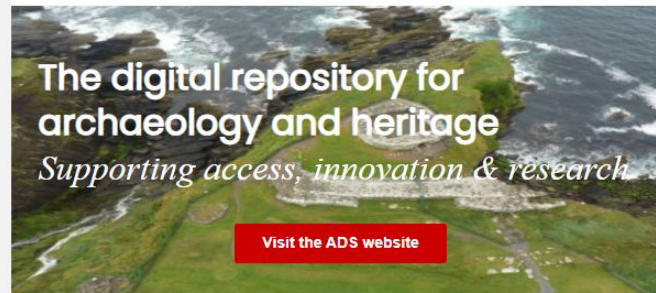 The digital repository for
archaeology and heritage
Supporting access, innovation & research
Visit the ADS website